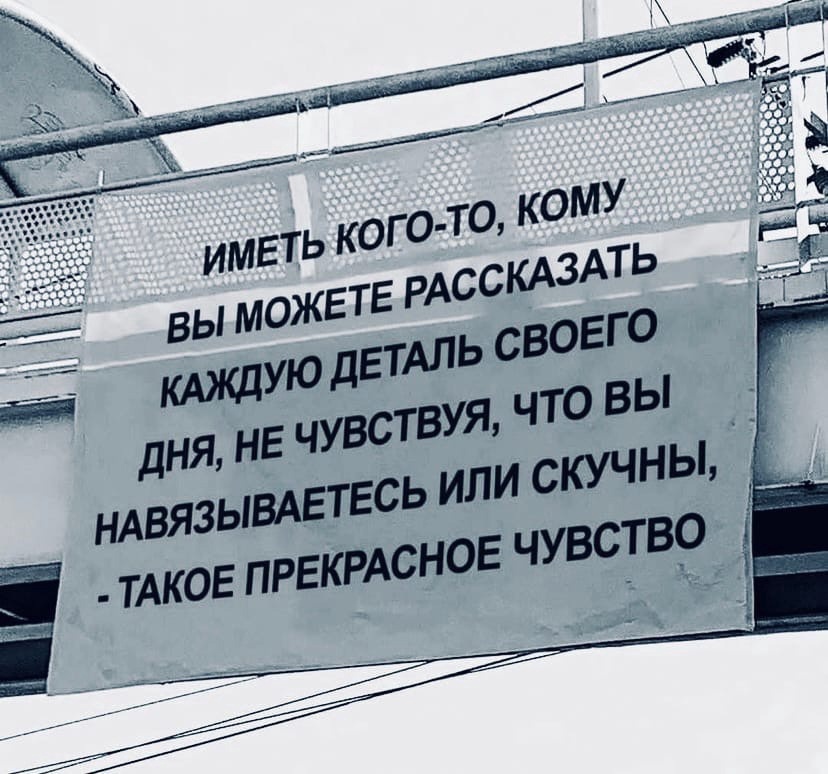 ИМЕТЬ КОГО-ТО, КОМУ
ВЫ МОЖЕТЕ РАССКАЗАТЬ
КАЖДУЮ ДЕТАЛЬ СВОЕГО
ДНЯ, НЕ ЧУВСТВУЯ, ЧТО ВЫ
НАВЯЗЫВАЕТЕСЬ ИЛИ СКУЧНЫ,
- ТАКОЕ ПРЕКРАСНОЕ ЧУВСТВО